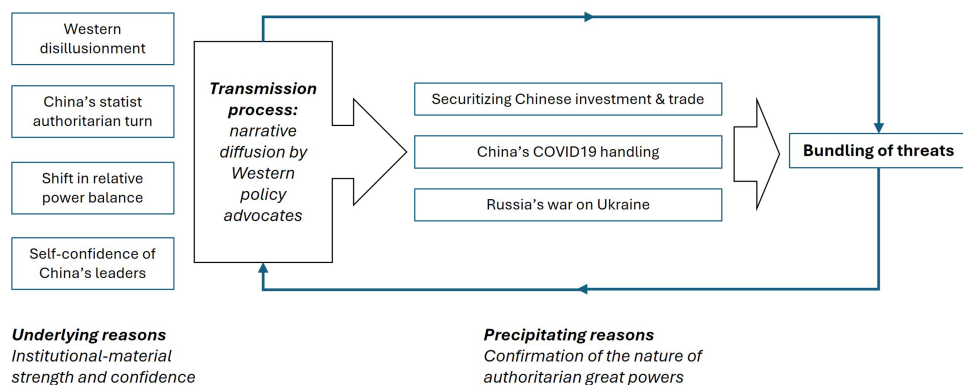 Western
disillusionment
China's statist
authoritarian turn
Shift in relative
power balance
Self-confidence of
China's leaders
Transmission
process:
narrative
diffusion by
Western
policy
advocates
Securitizing Chinese investment & trade
China's COVID19 handling
Russia's war on Ukraine
Bundling of threats
Underlying reasons
Institutional-material
strength and confidence
Precipitating reasons
Confirmation of the nature of
authoritarian great powers